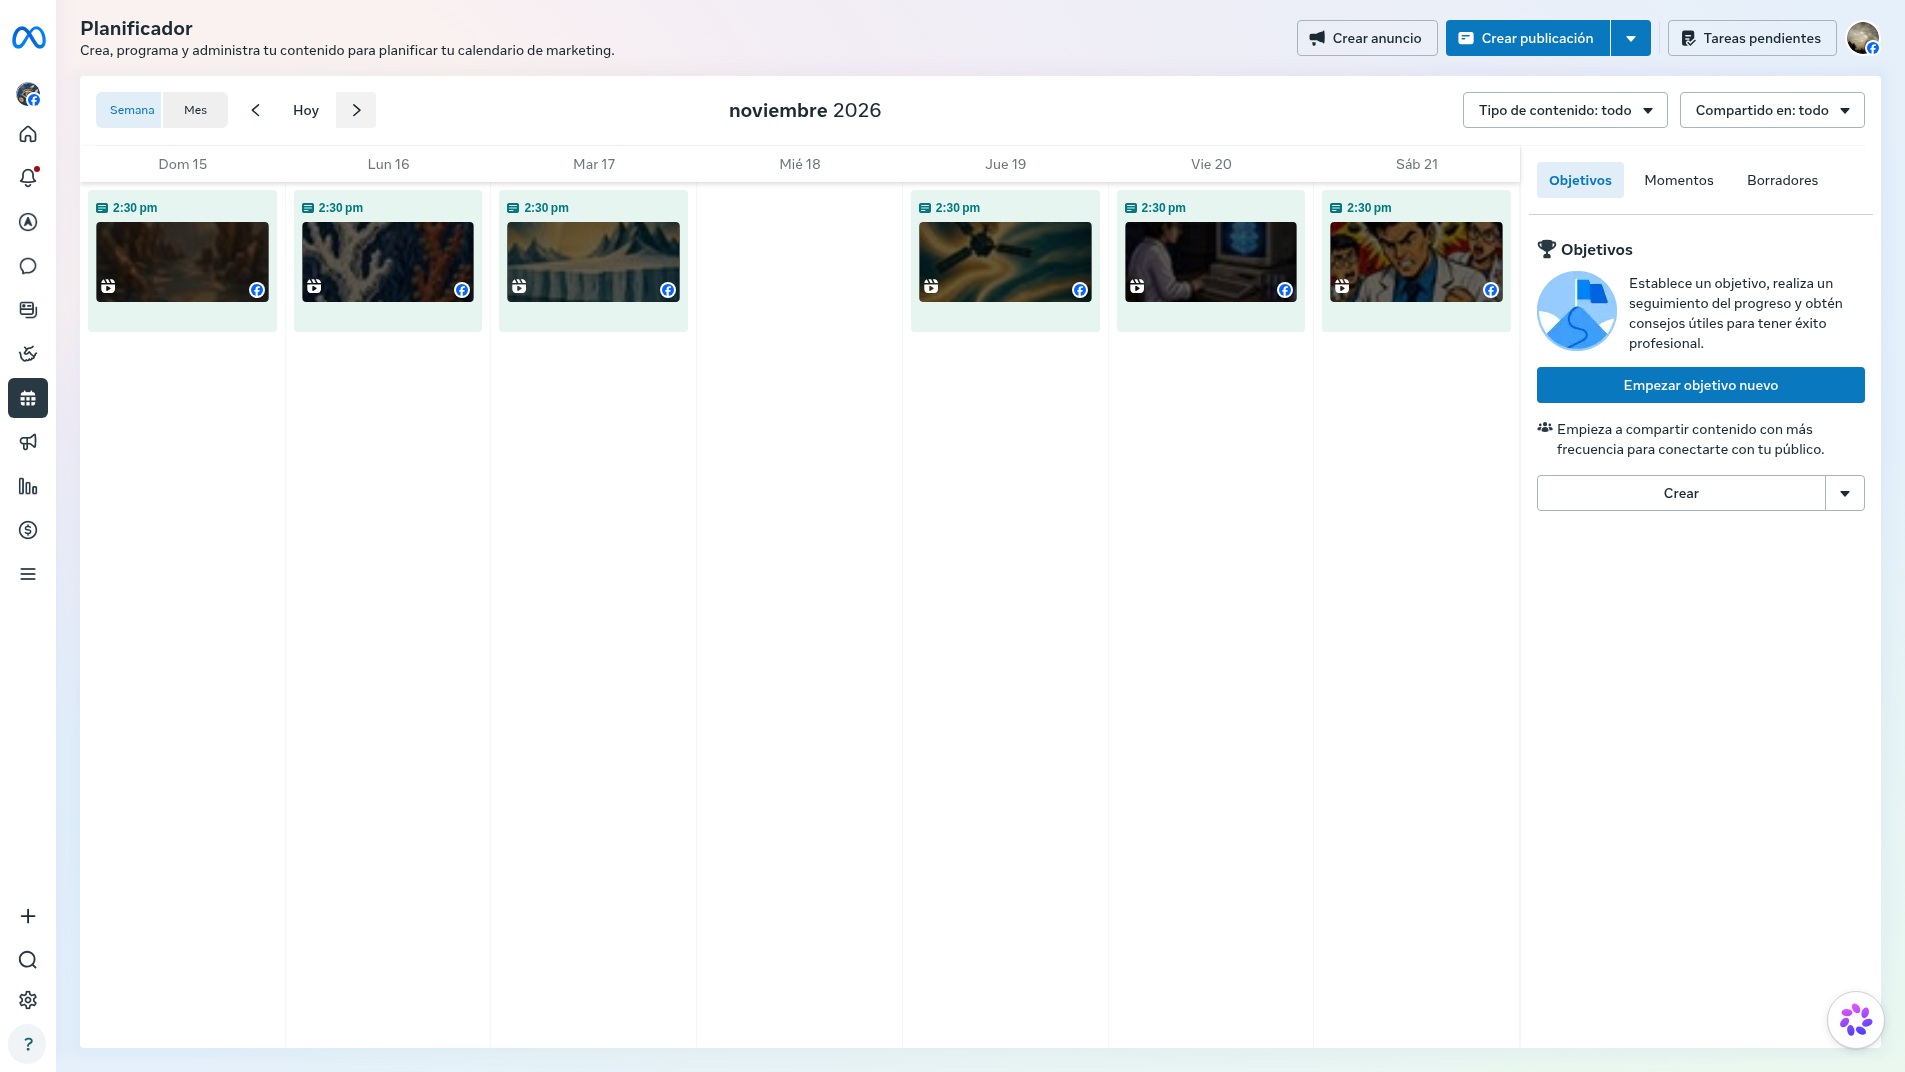 Planificador
Crea, programa y administra tu contenido para planificar tu calendario de marketing.
Crear anuncio
Crear publicación
Tareas pendientes
Semana
Mes
Hoy
noviembre 2026
Tipo de contenido: todo
Compartido en: todo
Dom 15
Lun 16
Mar 17
Mié 18
Jue 19
Vie 20
Sáb 21
2:30 pm
2:30 pm
2:30 pm
2:30 pm
2:30 pm
2:30 pm
Objetivos
Momentos
Borradores
Objetivos
Establece un objetivo, realiza un
seguimiento del progreso y obtén
consejos útiles para tener éxito
profesional.
Empezar objetivo nuevo
Empieza a compartir contenido con más
frecuencia para conectarte con tu público.
Crear
?